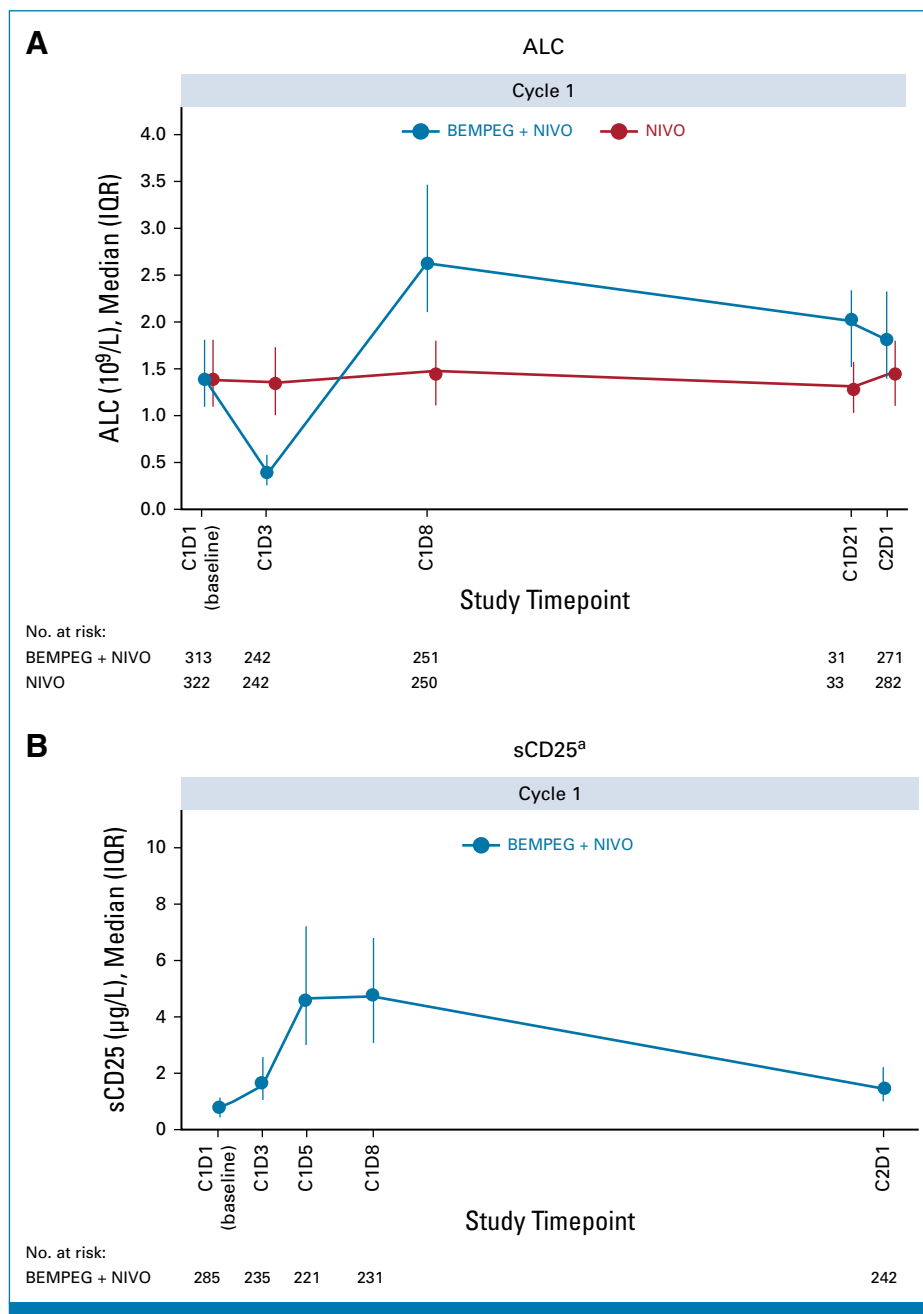 A
ALC
Cycle 1
BEMPEG + NIVO NIVO
ALC (10⁹/L), Median (IQR)
4.0
3.5
3.0
2.5
2.0
1.5
1.0
0.5
0.0
C1D1
(baseline)
C1D3
C1D8
C1D21
C2D1
Study Timepoint
No. at risk:
BEMPEG + NIVO 313 242 251 31 271
NIVO 322 242 250 33 282
B
sCD25ᵃ
Cycle 1
BEMPEG + NIVO
sCD25 (µg/L), Median (IQR)
10
8
6
4
2
0
C1D1
(baseline)
C1D3
C1D5
C1D8
C2D1
Study Timepoint
No. at risk:
BEMPEG + NIVO 285 235 221 231 242